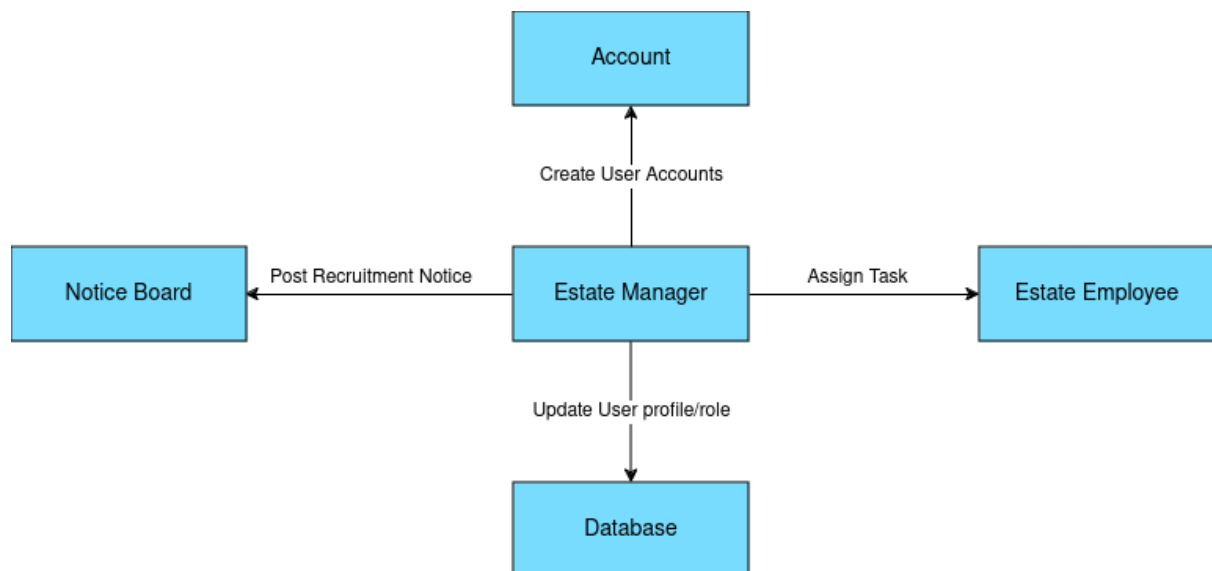 Account
Create User Accounts
Notice Board
Post Recruitment Notice
Estate Manager
Assign Task
Estate Employee
Update User profile/role
Database